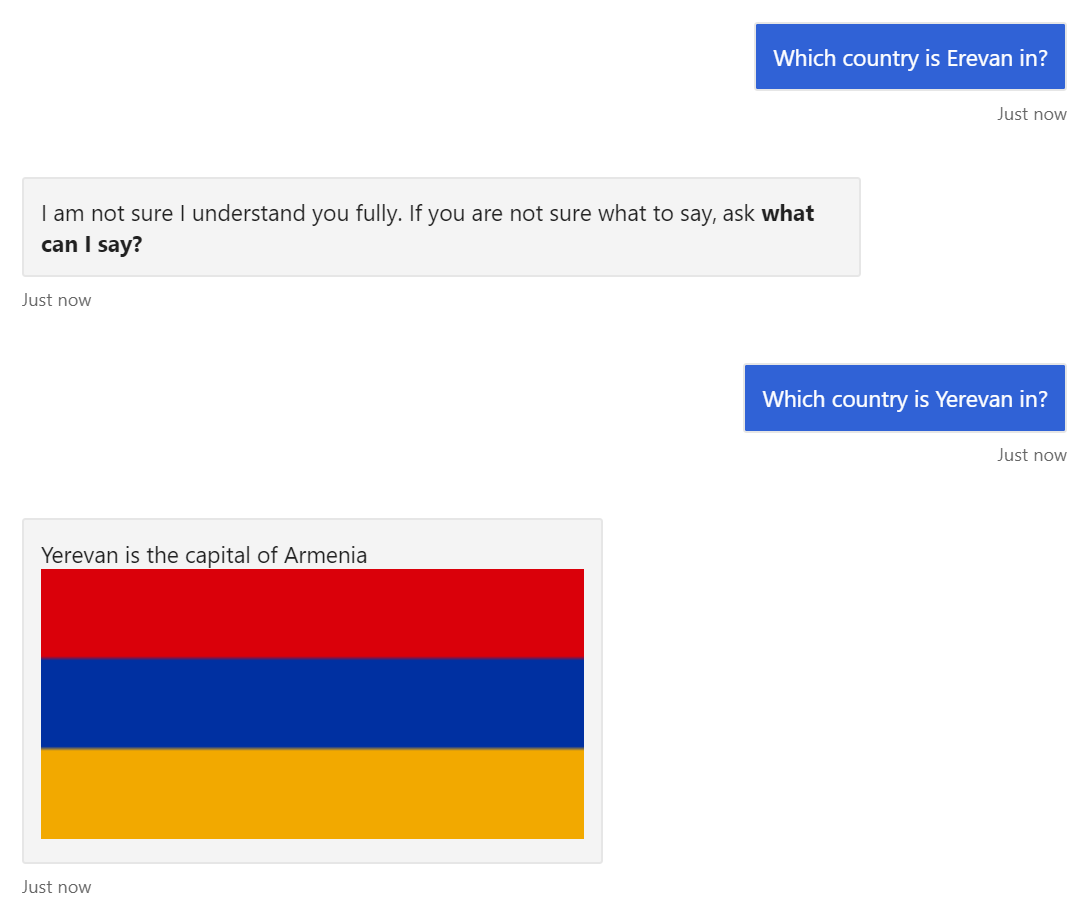 Which country is Erevan in?
Just now
I am not sure I understand you fully. If you are not sure what to say, ask what
can I say?
Just now
Which country is Yerevan in?
Just now
Yerevan is the capital of Armenia
Just now